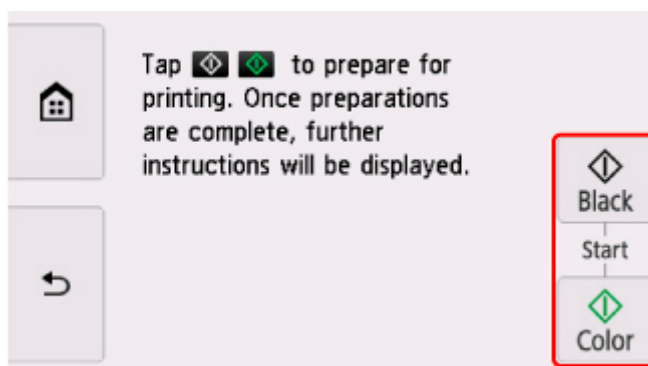 Tap to prepare for
printing. Once preparations
are complete, further
instructions will be displayed.
Black
Start
Color